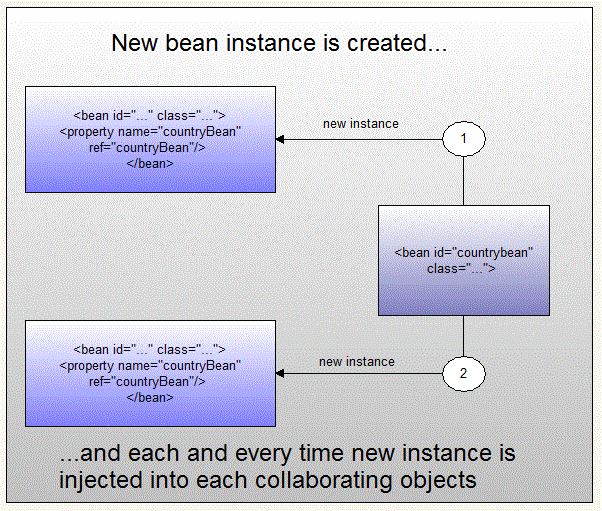 New bean instance is created...
<bean id="..." class="...">
<property name="countryBean"
ref="countryBean"/>
</bean>
new instance
1
<bean id="countrybean"
class="...">
<bean id="..." class="...">
<property name="countryBean"
ref="countryBean"/>
</bean>
new instance
2
...and each and every time new instance is
injected into each collaborating objects